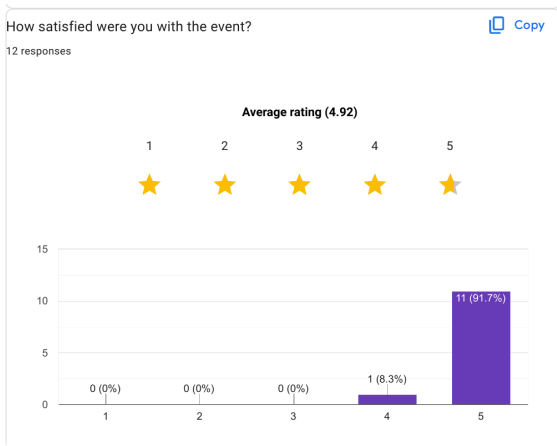 How satisfied were you with the event?
Copy
12 responses
Average rating (4.92)
1 2 3 4 5
15
10
5
0
0 (0%) 0 (0%) 0 (0%) 1 (8.3%) 11 (91.7%)
1 2 3 4 5